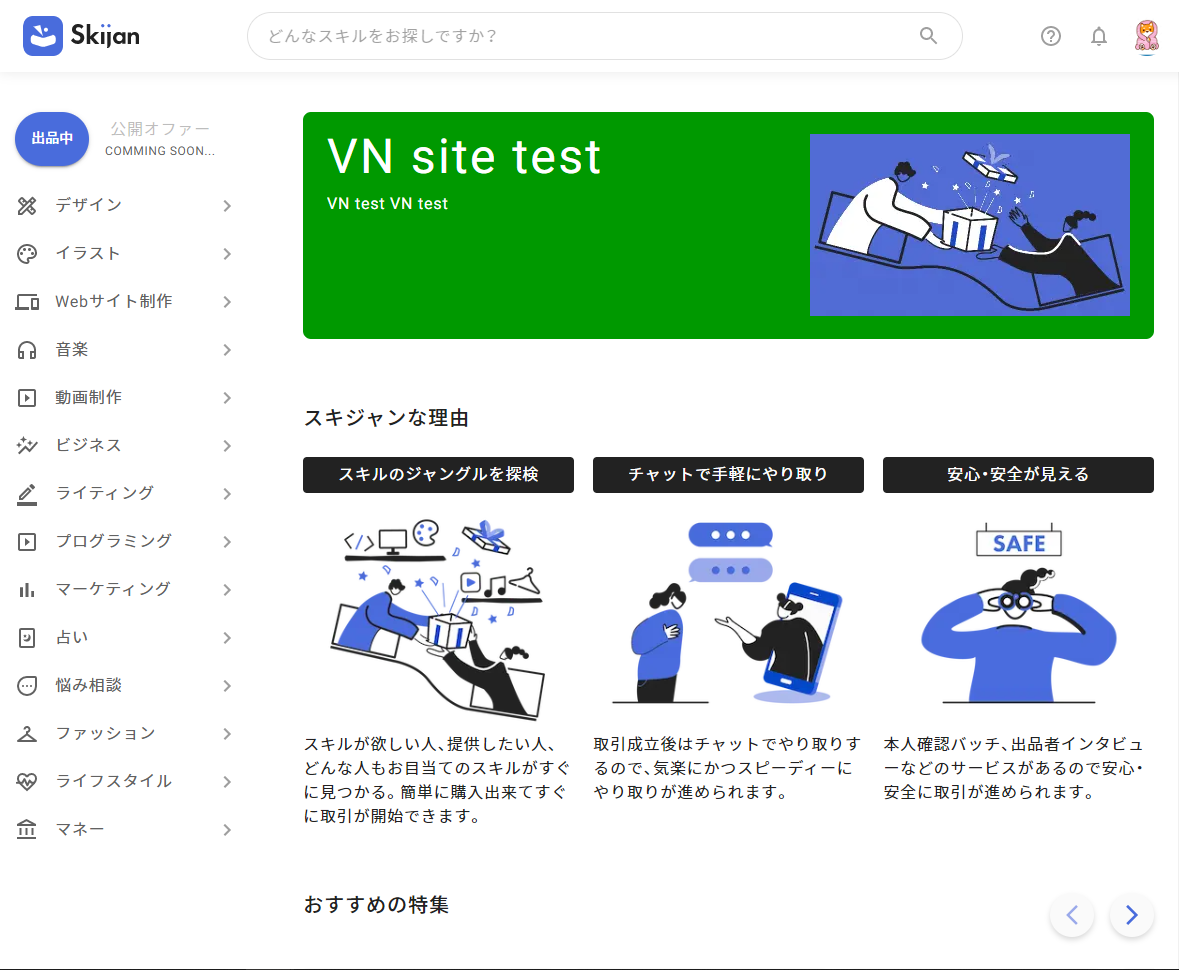 Skijan
どんなスキルをお探しですか？
出品中
公開オファー
COMMING SOON...
デザイン
イラスト
Webサイト制作
音楽
動画制作
ビジネス
ライティング
プログラミング
マーケティング
占い
悩み相談
ファッション
ライフスタイル
マネー
VN site test
VN test VN test
スキジャンな理由
スキルのジャングルを探検
チャットで手軽にやり取り
安心・安全が見える
SAFE
スキルが欲しい人、提供したい人、
どんな人もお目当てのスキルがすぐ
に見つかる。簡単に購入出来てすぐ
に取引が開始できます。
取引成立後はチャットでやり取りす
るので、気楽にかつスピーディーに
やり取りが進められます。
本人確認バッチ、出品者インタビュ
ーなどのサービスがあるので安心・
安全に取引が進められます。
おすすめの特集